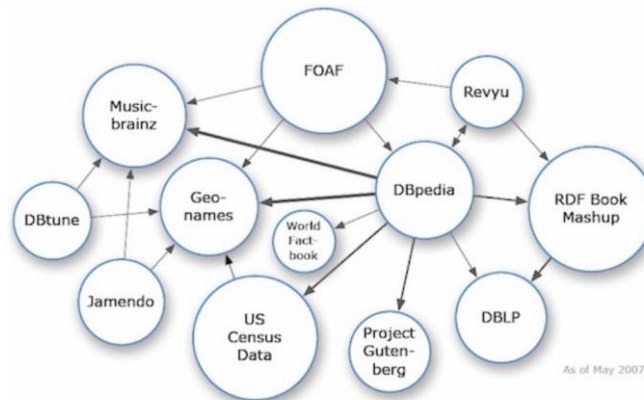 FOAF
Music-
brainz
Revyu
Geo-
names
DBpedia
RDF Book
Mashup
DBtune
World
Fact-
book
Jamendo
US
Census
Data
Project
Guten-
berg
DBLP
As of May 2007